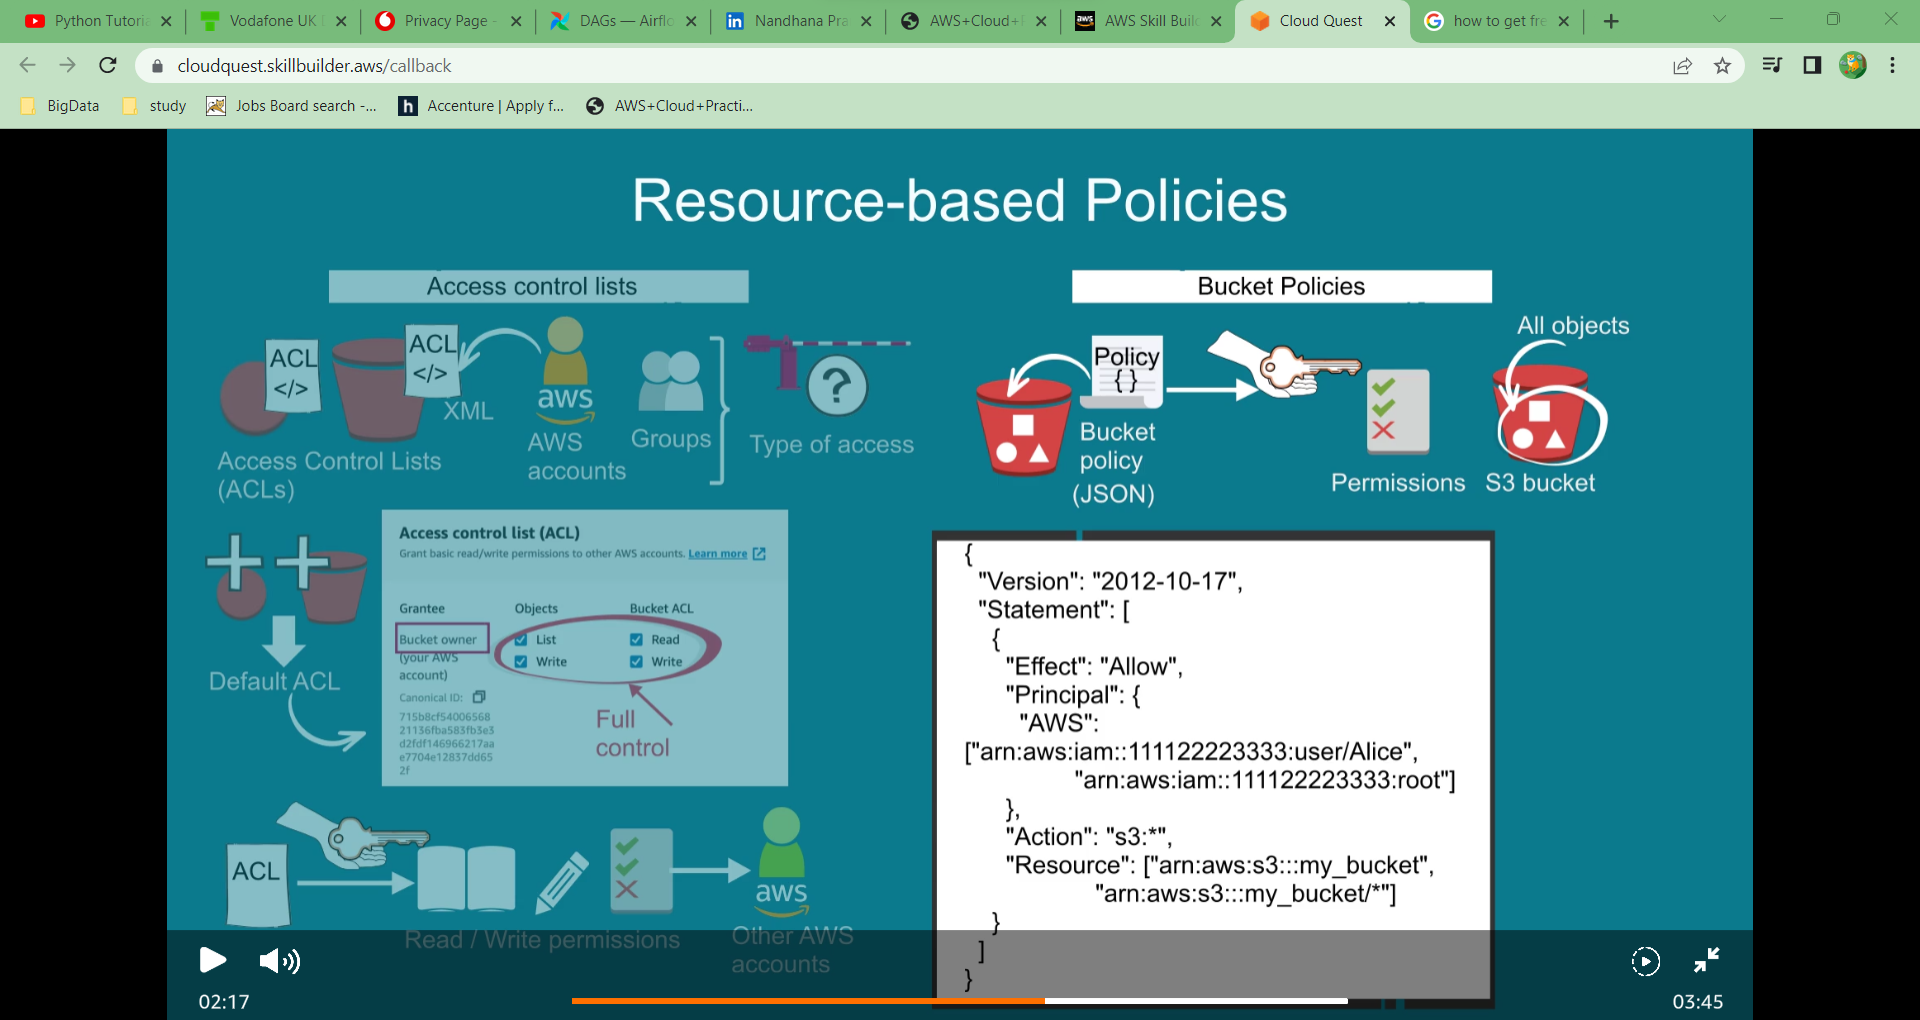 Python Tutoria
Vodafone UK
Privacy Page -
DAGs — Airflo
Nandhana Pra
AWS+Cloud+
AWS Skill Buil
Cloud Quest
how to get fre
cloudquest.skillbuilder.aws/callback
BigData
study
Jobs Board search -...
Accenture | Apply f...
AWS+Cloud+Practi...
Resource-based Policies
Access control lists
ACL
</>
ACL
</>
XML
Access Control Lists
(ACLs)
aws
AWS
accounts
Groups
?
Type of access
Default ACL
Access control list (ACL)
Grant basic read/write permissions to other AWS accounts. Learn more
Grantee Objects Bucket ACL
Bucket owner List Read
(your AWS Write Write
account)
Canonical ID:
715b8cf54006568
21136fba583fb3e3
d2fdf146966217aa
e7704e12837dd65
2f
Full
control
ACL
Read / Write permissions
aws
Other AWS
accounts
Bucket Policies
Policy
{}
Bucket
policy
(JSON)
Permissions
All objects
S3 bucket
{
"Version": "2012-10-17",
"Statement": [
{
"Effect": "Allow",
"Principal": {
"AWS":
["arn:aws:iam::111122223333:user/Alice",
"arn:aws:iam::111122223333:root"]
},
"Action": "s3:*",
"Resource": ["arn:aws:s3:::my_bucket",
"arn:aws:s3:::my_bucket/*"]
}
]
}
02:17
03:45